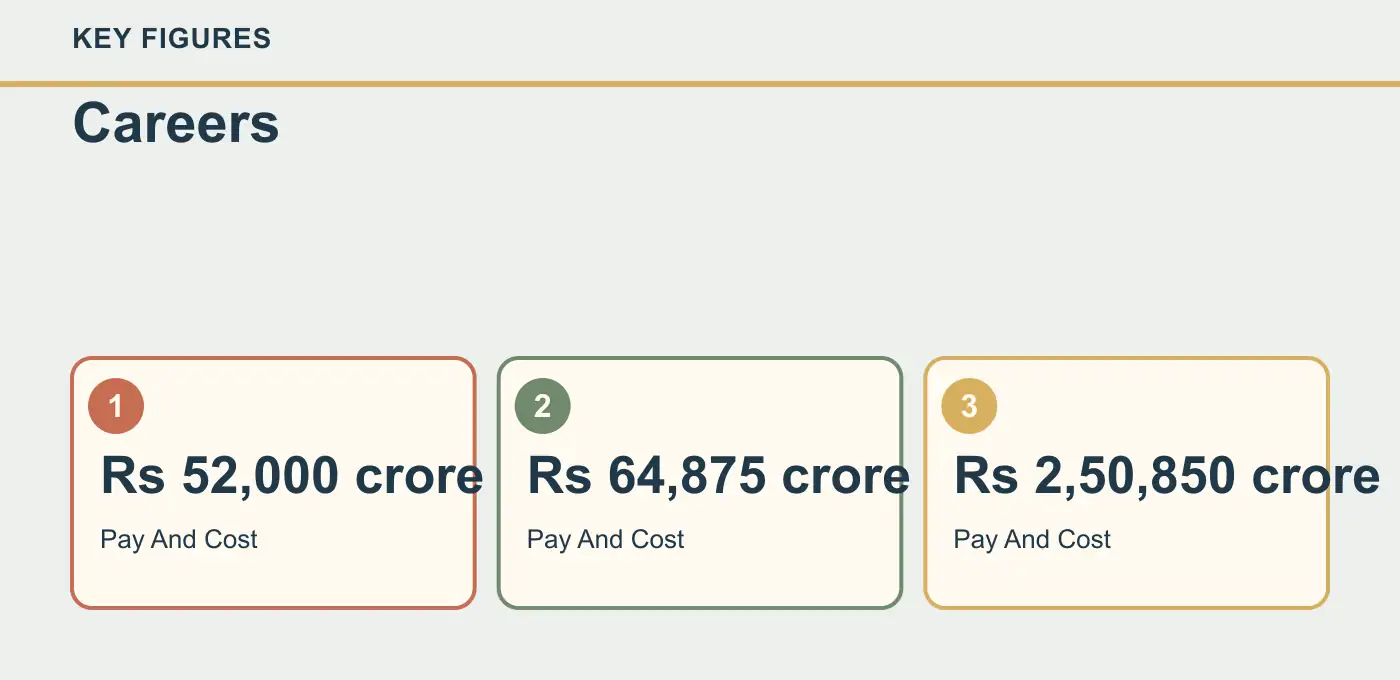 KEY FIGURES
Careers
1
Rs 52,000 crore
Pay And Cost
2
Rs 64,875 crore
Pay And Cost
3
Rs 2,50,850 crore
Pay And Cost